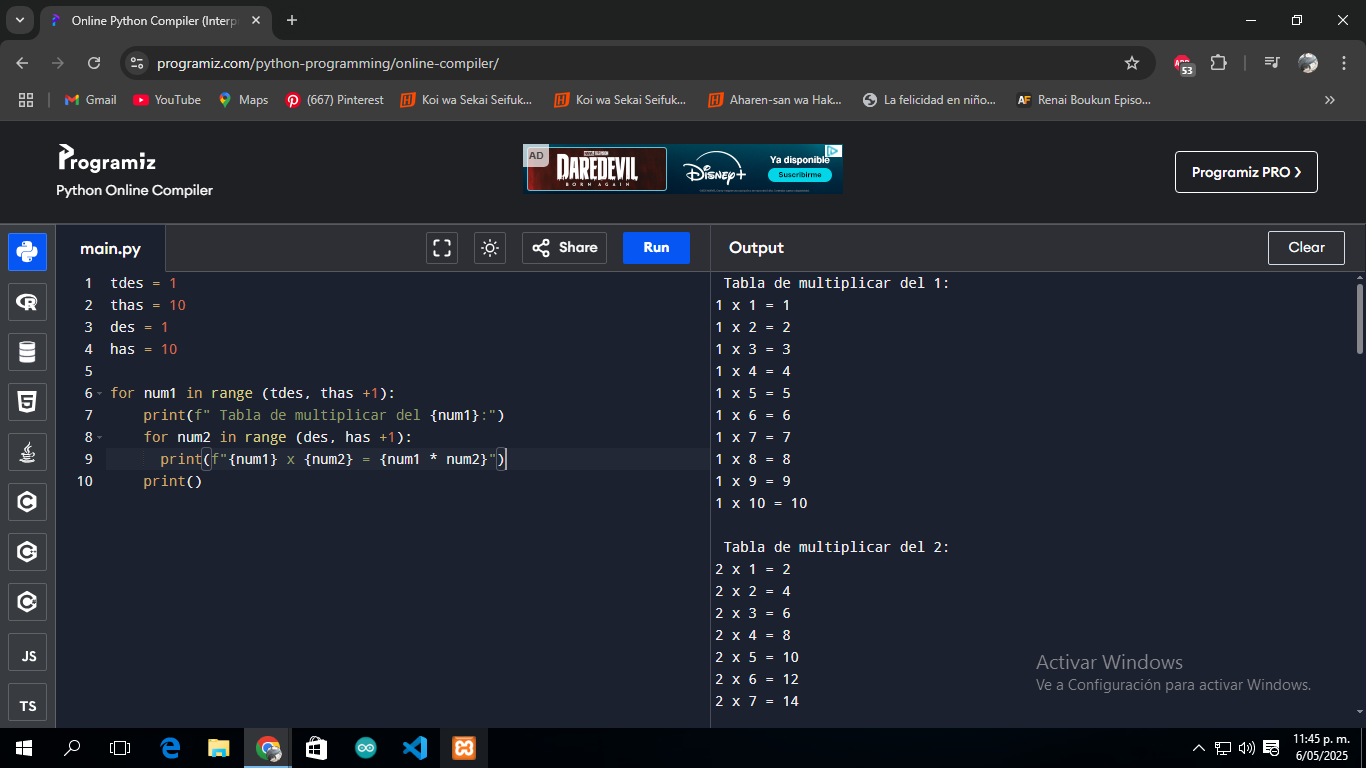 Online Python Compiler (Interp
programiz.com/python-programming/online-compiler/
53
Gmail
YouTube
Maps
(667) Pinterest
Koi wa Sekai Seifuk...
Koi wa Sekai Seifuk...
Aharen-san wa Hak...
La felicidad en niño...
AF
Renai Boukun Episo...
Programiz
Python Online Compiler
AD
DAREDEVIL
BORN AGAIN
Disney+
Ya disponible
Suscribirme
Programiz PRO
main.py
Share
Run
Output
Clear
1 tdes = 1
2 thas = 10
3 des = 1
4 has = 10
5
6 for num1 in range (tdes, thas +1):
7 print(f" Tabla de multiplicar del {num1}:")
8 for num2 in range (des, has +1):
9 print(f"{num1} x {num2} = {num1 * num2}")
10 print()
Tabla de multiplicar del 1:
1 x 1 = 1
1 x 2 = 2
1 x 3 = 3
1 x 4 = 4
1 x 5 = 5
1 x 6 = 6
1 x 7 = 7
1 x 8 = 8
1 x 9 = 9
1 x 10 = 10
Tabla de multiplicar del 2:
2 x 1 = 2
2 x 2 = 4
2 x 3 = 6
2 x 4 = 8
2 x 5 = 10
2 x 6 = 12
2 x 7 = 14
JS
TS
Activar Windows
Ve a Configuración para activar Windows.
11:45 p. m.
6/05/2025